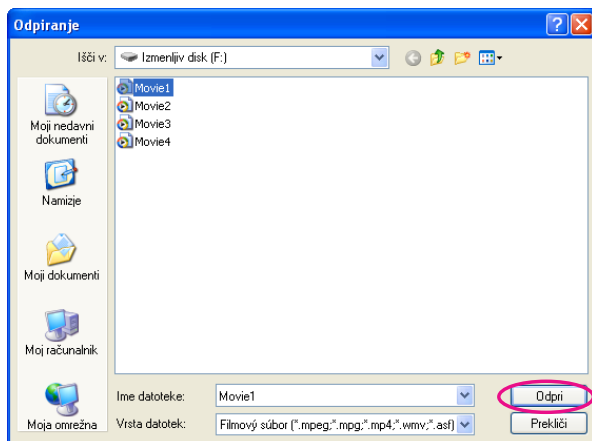 Odpiranje
Išči v:
Izmenljiv disk (F:)
Movie1
Movie2
Movie3
Movie4
Moji nedavni
dokumenti
Namizje
Moji dokumenti
Moj računalnik
Moja omrežna
Ime datoteke:
Movie1
Odpri
Vrsta datotek:
Filmový súbor (*.mpeg;*.mpg;*.mp4;*.wmv;*.asf)
Prekliči